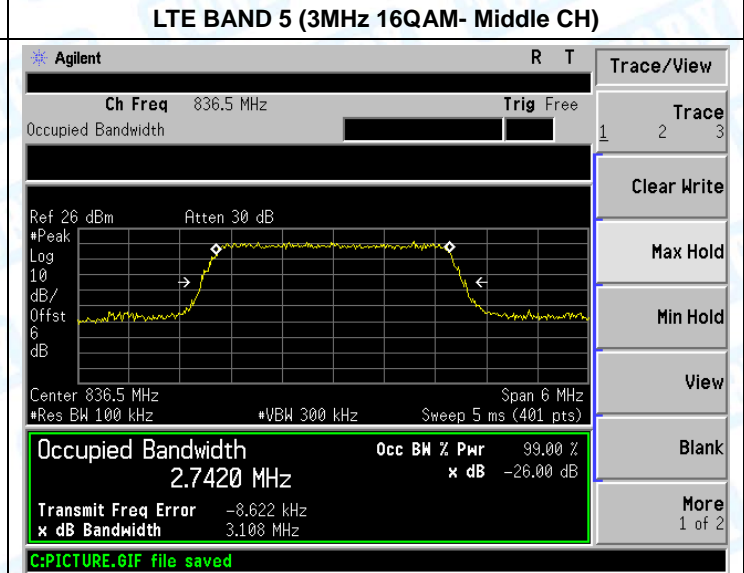 LTE BAND 5 (3MHz 16QAM- Middle CH)
Agilent R T
Trace/View
Ch Freq 836.5 MHz Trig Free
Occupied Bandwidth
Trace
1 2 3
Clear Write
Ref 26 dBm Atten 30 dB
#Peak
Log
10
dB/
Offst
6
dB
Max Hold
Min Hold
View
Center 836.5 MHz Span 6 MHz
#Res BW 100 kHz #VBW 300 kHz Sweep 5 ms (401 pts)
Occupied Bandwidth Occ BW % Pwr 99.00 %
2.7420 MHz x dB -26.00 dB
Blank
Transmit Freq Error -8.622 kHz
x dB Bandwidth 3.108 MHz
More
1 of 2
C:PICTURE.GIF file saved